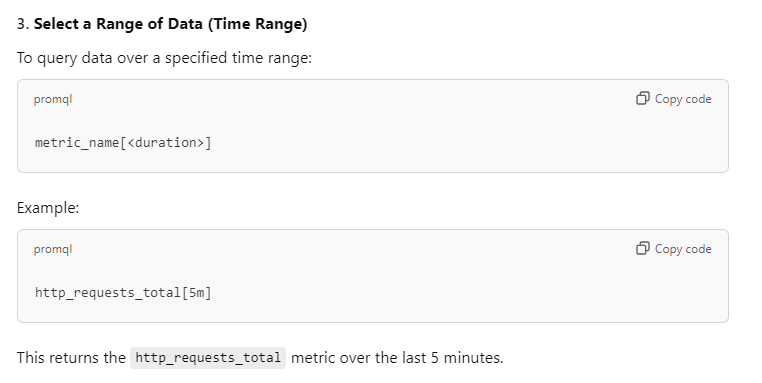 3. Select a Range of Data (Time Range)
To query data over a specified time range:
promql
Copy code
metric_name[<duration>]
Example:
promql
Copy code
http_requests_total[5m]
This returns the http_requests_total metric over the last 5 minutes.